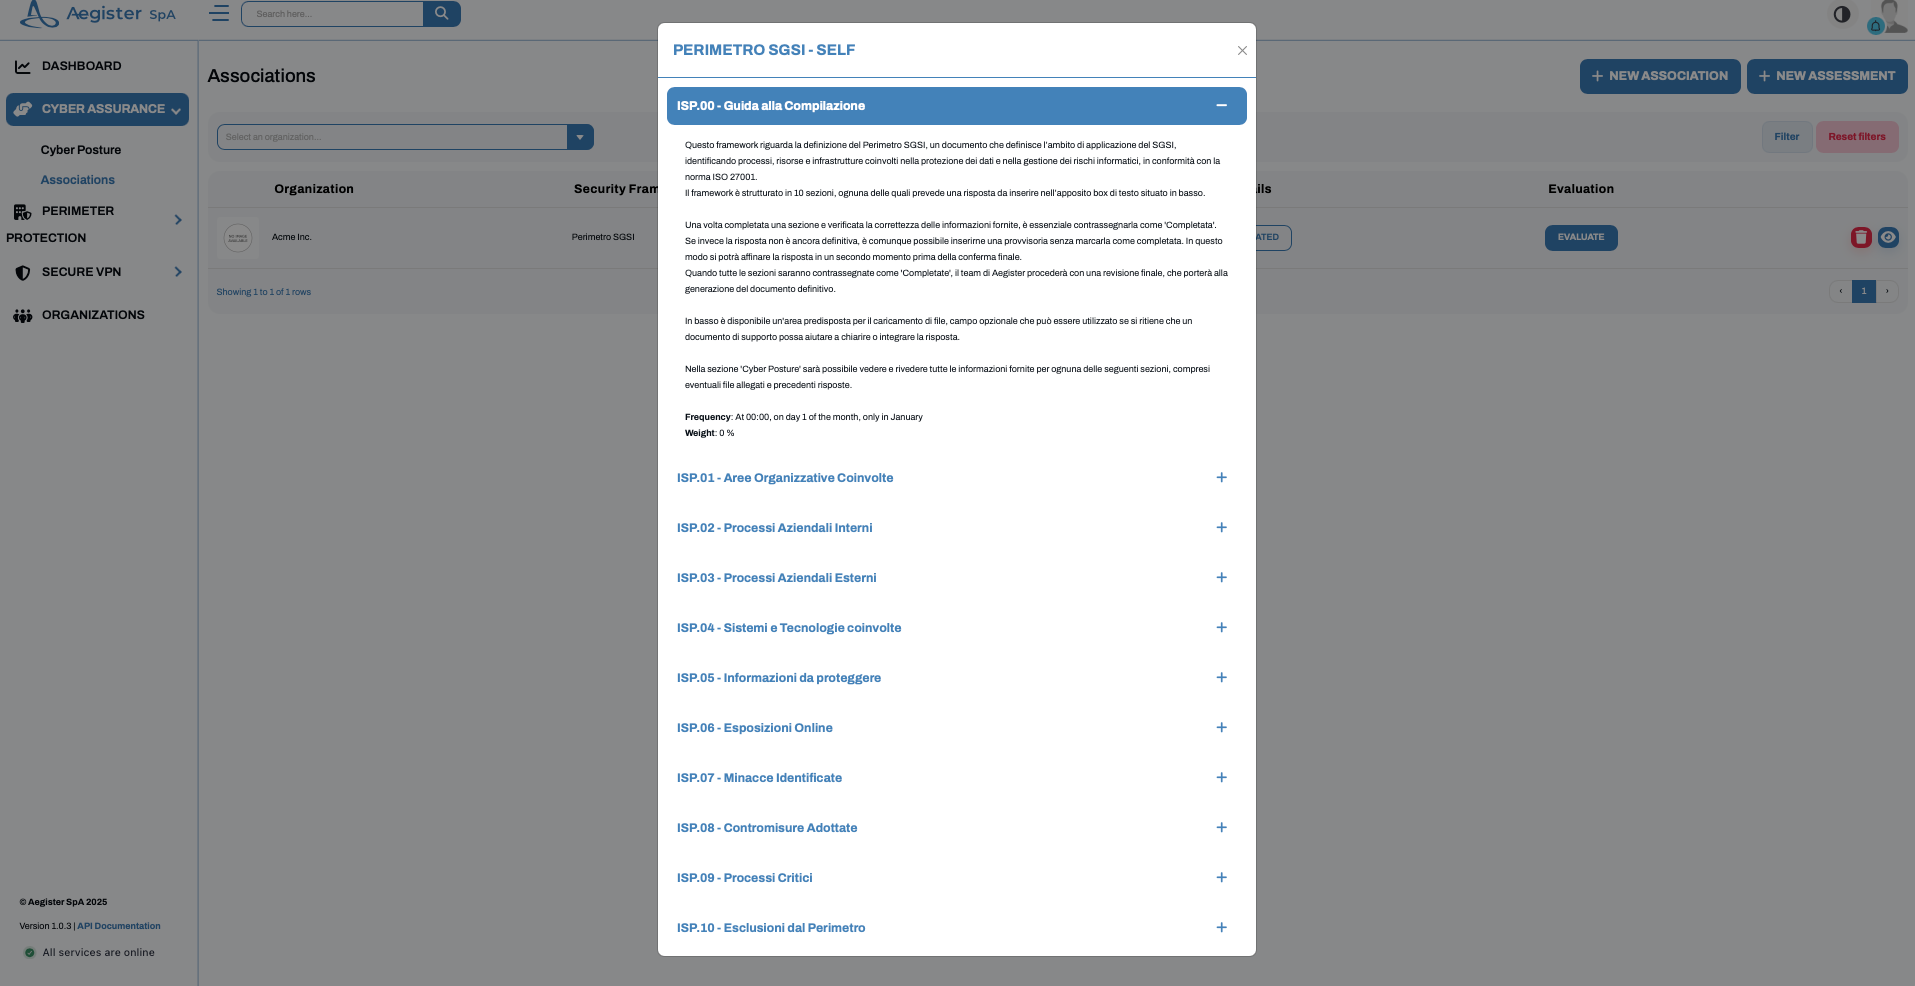 Aegister SpA
Search here...
DASHBOARD
CYBER ASSURANCE
Cyber Posture
Associations
PERIMETER
PROTECTION
SECURE VPN
ORGANIZATIONS
© Aegister SpA 2025
Version 1.0.3 | API Documentation
All services are online
Associations
NEW ASSOCIATION
NEW ASSESSMENT
Select an organization...
Filter
Reset filters
Organization
Security Fram
ils
Evaluation
Acme Inc.
Perimetro SGSI
ATED
EVALUATE
Showing 1 to 1 of 1 rows
‹ 1 ›
PERIMETRO SGSI - SELF
ISP.00 - Guida alla Compilazione
Questo framework riguarda la definizione del Perimetro SGSI, un documento che definisce l'ambito di applicazione del SGSI,
identificando processi, risorse e infrastrutture coinvolti nella protezione dei dati e nella gestione dei rischi informatici, in conformità con la
norma ISO 27001.
Il framework è strutturato in 10 sezioni, ognuna delle quali prevede una risposta da inserire nell'apposito box di testo situato in basso.
Una volta completata una sezione e verificata la correttezza delle informazioni fornite, è essenziale contrassegnarla come 'Completata'.
Se invece la risposta non è ancora definitiva, è comunque possibile inserirne una provvisoria senza marcarla come completata. In questo
modo si potrà affinare la risposta in un secondo momento prima della conferma finale.
Quando tutte le sezioni saranno contrassegnate come 'Completate', il team di Aegister procederà con una revisione finale, che porterà alla
generazione del documento definitivo.
In basso è disponibile un'area predisposta per il caricamento di file, campo opzionale che può essere utilizzato se si ritiene che un
documento di supporto possa aiutare a chiarire o integrare la risposta.
Nella sezione 'Cyber Posture' sarà possibile vedere e rivedere tutte le informazioni fornite per ognuna delle seguenti sezioni, compresi
eventuali file allegati e precedenti risposte.
Frequency: At 00:00, on day 1 of the month, only in January
Weight: 0 %
ISP.01 - Aree Organizzative Coinvolte
ISP.02 - Processi Aziendali Interni
ISP.03 - Processi Aziendali Esterni
ISP.04 - Sistemi e Tecnologie coinvolte
ISP.05 - Informazioni da proteggere
ISP.06 - Esposizioni Online
ISP.07 - Minacce Identificate
ISP.08 - Contromisure Adottate
ISP.09 - Processi Critici
ISP.10 - Esclusioni dal Perimetro